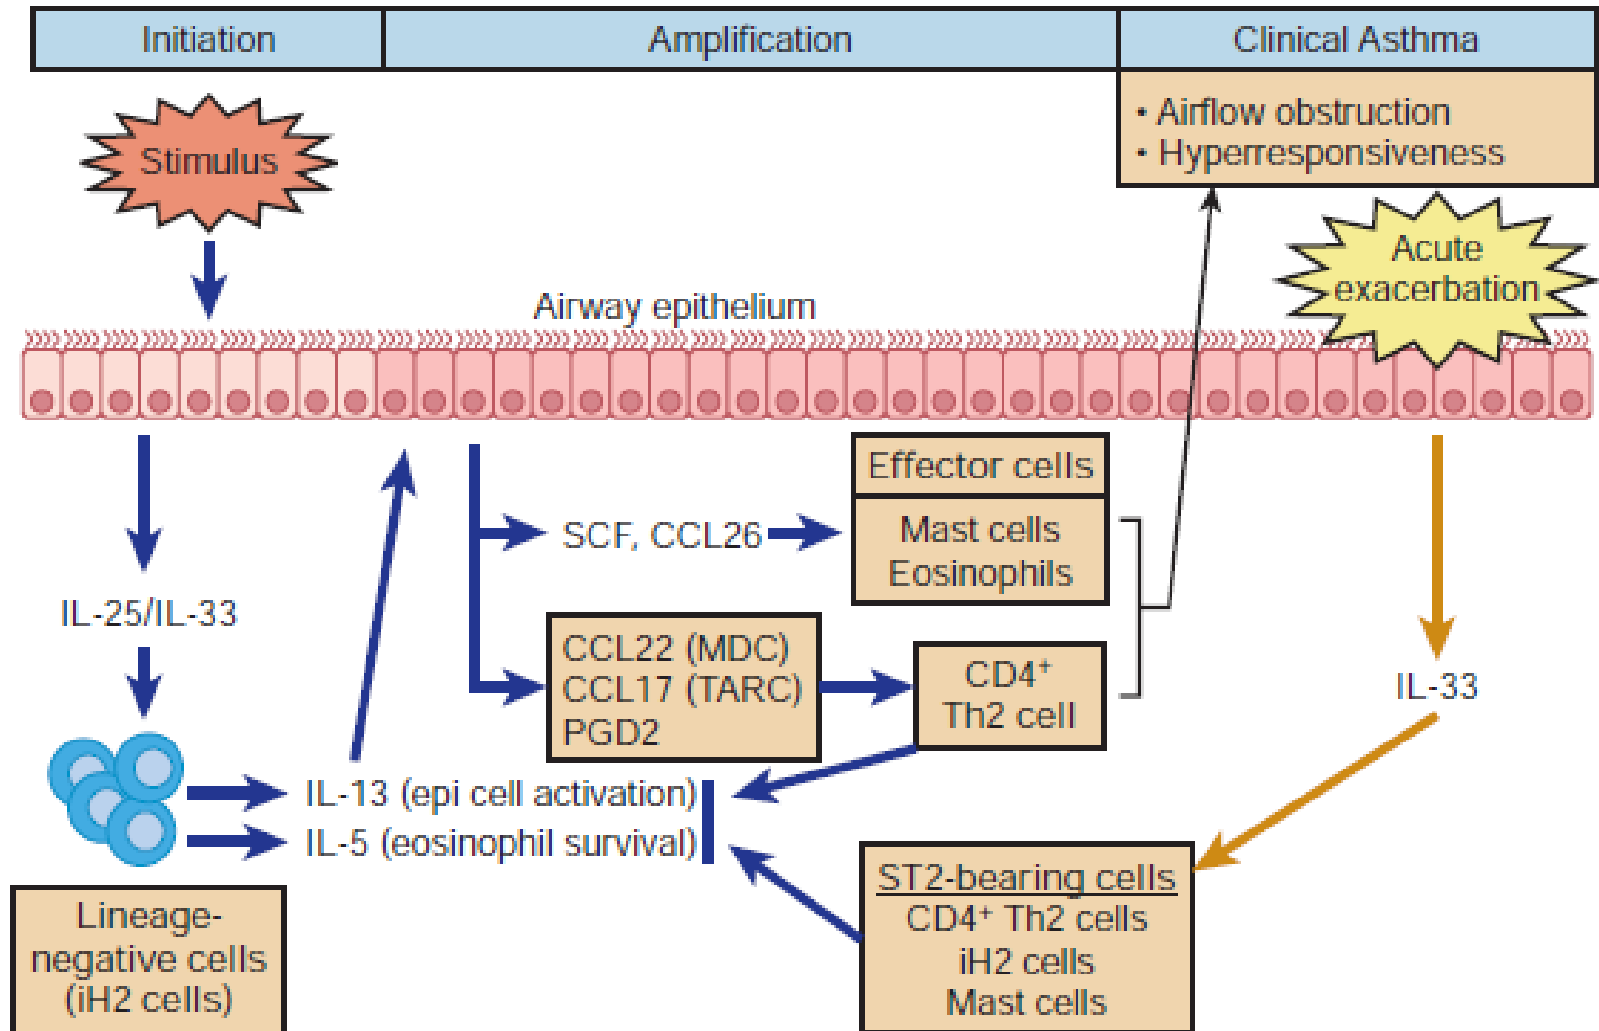 Initiation
Amplification
Clinical Asthma
• Airflow obstruction
• Hyperresponsiveness
Stimulus
Acute
exacerbation
Airway epithelium
Effector cells
Mast cells
Eosinophils
SCF, CCL26
IL-25/IL-33
CCL22 (MDC)
CCL17 (TARC)
PGD2
CD4⁺
Th2 cell
IL-33
IL-13 (epi cell activation)
IL-5 (eosinophil survival)
ST2-bearing cells
CD4⁺ Th2 cells
iH2 cells
Mast cells
Lineage-
negative cells
(iH2 cells)